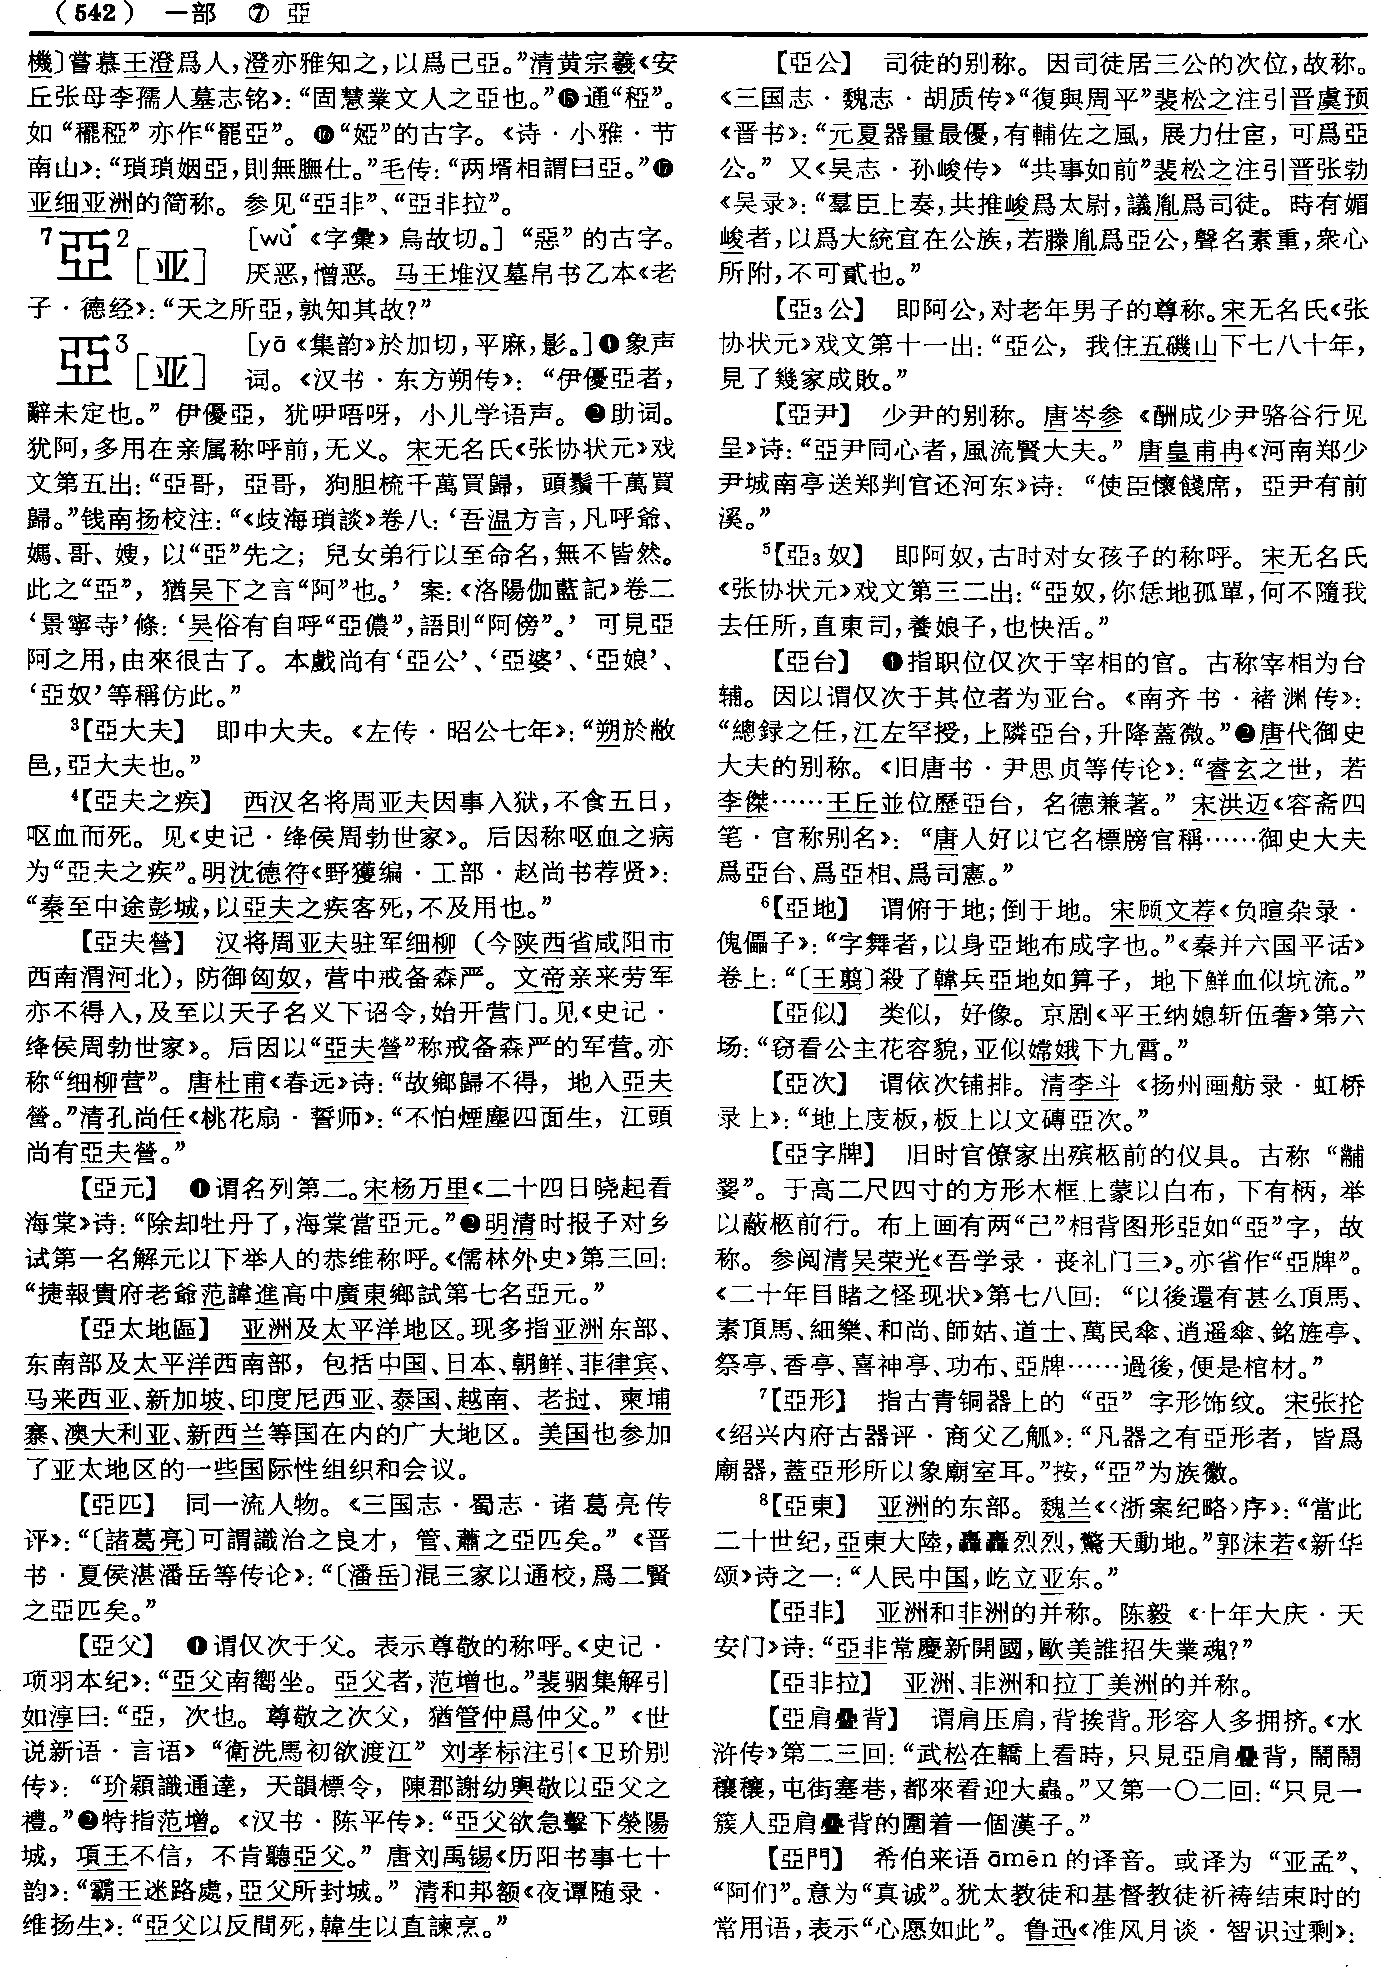 （542） 一部 ⑦ 亞
機〕嘗慕王澄爲人，澄亦雅知之，以爲己亞。”清黄宗羲《安
丘张母李孺人墓志铭》：“固慧業文人之亞也。”⓯通“稏”。
如“䆉稏”亦作“罷亞”。⓰“婭”的古字。《诗·小雅·节
南山》：“瑣瑣姻亞，則無膴仕。”毛传：“两壻相謂曰亞。”⓱
亚细亚洲的简称。参见“亞非”、“亞非拉”。
7亞2［亚］ ［wù《字彙》烏故切。］“惡”的古字。
厌恶，憎恶。马王堆汉墓帛书乙本《老
子·德经》：“天之所亞，孰知其故？”
亞3［亚］ ［yā《集韵》於加切，平麻，影。］❶象声
词。《汉书·东方朔传》：“伊優亞者，
辭未定也。”伊優亞，犹咿唔呀，小儿学语声。❷助词。
犹阿，多用在亲属称呼前，无义。宋无名氏《张协状元》戏
文第五出：“亞哥，亞哥，狗胆梳千萬買歸，頭鬚千萬買
歸。”钱南扬校注：“《歧海瑣談》卷八：‘吾温方言，凡呼爺、
媽、哥、嫂，以“亞”先之；兒女弟行以至命名，無不皆然。
此之“亞”，猶吴下之言“阿”也。’案：《洛陽伽藍記》卷二
‘景寧寺’條：‘吴俗有自呼“亞儂”，語則“阿傍”。’可見亞
阿之用，由來很古了。本戲尚有‘亞公’、‘亞婆’、‘亞娘’、
‘亞奴’等稱仿此。”
3【亞大夫】 即中大夫。《左传·昭公七年》：“朔於敝
邑，亞大夫也。”
4【亞夫之疾】 西汉名将周亚夫因事入狱，不食五日，
呕血而死。见《史记·绛侯周勃世家》。后因称呕血之病
为“亞夫之疾”。明沈德符《野獲编·工部·赵尚书荐贤》：
“秦至中途彭城，以亞夫之疾客死，不及用也。”
【亞夫營】 汉将周亚夫驻军细柳（今陕西省咸阳市
西南渭河北），防御匈奴，营中戒备森严。文帝亲来劳军
亦不得入，及至以天子名义下诏令，始开营门。见《史记·
绛侯周勃世家》。后因以“亞夫營”称戒备森严的军营。亦
称“细柳营”。唐杜甫《春远》诗：“故鄉歸不得，地入亞夫
營。”清孔尚任《桃花扇·誓师》：“不怕煙塵四面生，江頭
尚有亞夫營。”
【亞元】 ❶谓名列第二。宋杨万里《二十四日晓起看
海棠》诗：“除却牡丹了，海棠當亞元。”❷明清时报子对乡
试第一名解元以下举人的恭维称呼。《儒林外史》第三回：
“捷報貴府老爺范諱進高中廣東鄉試第七名亞元。”
【亞太地區】 亚洲及太平洋地区。现多指亚洲东部、
东南部及太平洋西南部，包括中国、日本、朝鲜、菲律宾、
马来西亚、新加坡、印度尼西亚、泰国、越南、老挝、柬埔
寨、澳大利亚、新西兰等国在内的广大地区。美国也参加
了亚太地区的一些国际性组织和会议。
【亞匹】 同一流人物。《三国志·蜀志·诸葛亮传
评》：“〔諸葛亮〕可謂識治之良才，管、蕭之亞匹矣。”《晋
书·夏侯湛潘岳等传论》：“〔潘岳〕混三家以通校，爲二賢
之亞匹矣。”
【亞父】 ❶谓仅次于父。表示尊敬的称呼。《史记·
项羽本纪》：“亞父南嚮坐。亞父者，范增也。”裴骃集解引
如淳曰：“亞，次也。尊敬之次父，猶管仲爲仲父。”《世
说新语·言语》“衛洗馬初欲渡江”刘孝标注引《卫玠别
传》：“玠穎識通達，天韻標令，陳郡謝幼輿敬以亞父之
禮。”❷特指范增。《汉书·陈平传》：“亞父欲急擊下滎陽
城，項王不信，不肯聽亞父。”唐刘禹锡《历阳书事七十
韵》：“霸王迷路處，亞父所封城。”清和邦额《夜谭随录·
维扬生》：“亞父以反間死，韓生以直諫烹。”
【亞公】 司徒的别称。因司徒居三公的次位，故称。
《三国志·魏志·胡质传》“復與周平”裴松之注引晋虞预
《晋书》：“元夏器量最優，有輔佐之風，展力仕宦，可爲亞
公。”又《吴志·孙峻传》“共事如前”裴松之注引晋张勃
《吴录》：“羣臣上奏，共推峻爲太尉，議胤爲司徒。時有媚
峻者，以爲大統宜在公族，若滕胤爲亞公，聲名素重，衆心
所附，不可貳也。”
【亞3公】 即阿公，对老年男子的尊称。宋无名氏《张
协状元》戏文第十一出：“亞公，我住五磯山下七八十年，
見了幾家成敗。”
【亞尹】 少尹的别称。唐岑参《酬成少尹骆谷行见
呈》诗：“亞尹同心者，風流賢大夫。”唐皇甫冉《河南郑少
尹城南亭送郑判官还河东》诗：“使臣懷餞席，亞尹有前
溪。”
5【亞3奴】 即阿奴，古时对女孩子的称呼。宋无名氏
《张协状元》戏文第三二出：“亞奴，你恁地孤單，何不隨我
去任所，直東司，養娘子，也快活。”
【亞台】 ❶指职位仅次于宰相的官。古称宰相为台
辅。因以谓仅次于其位者为亚台。《南齐书·褚渊传》：
“總録之任，江左罕授，上隣亞台，升降蓋微。”❷唐代御史
大夫的别称。《旧唐书·尹思贞等传论》：“睿玄之世，若
李傑……王丘並位歷亞台，名德兼著。”宋洪迈《容斋四
笔·官称别名》：“唐人好以它名標牓官稱……御史大夫
爲亞台、爲亞相、爲司憲。”
6【亞地】 谓俯于地；倒于地。宋顾文荐《负暄杂录·
傀儡子》：“字舞者，以身亞地布成字也。”《秦并六国平话》
卷上：“〔王翦〕殺了韓兵亞地如算子，地下鮮血似坑流。”
【亞似】 类似，好像。京剧《平王纳媳斩伍奢》第六
场：“窃看公主花容貌，亚似嫦娥下九霄。”
【亞次】 谓依次铺排。清李斗《扬州画舫录·虹桥
录上》：“地上庋板，板上以文磚亞次。”
【亞字牌】 旧时官僚家出殡柩前的仪具。古称“黼
翣”。于高二尺四寸的方形木框上蒙以白布，下有柄，举
以蔽柩前行。布上画有两“己”相背图形亞如“亞”字，故
称。参阅清吴荣光《吾学录·丧礼门三》。亦省作“亞牌”。
《二十年目睹之怪现状》第七八回：“以後還有甚么頂馬、
素頂馬、細樂、和尚、師姑、道士、萬民傘、逍遥傘、銘旌亭、
祭亭、香亭、喜神亭、功布、亞牌……過後，便是棺材。”
7【亞形】 指古青铜器上的“亞”字形饰纹。宋张抡
《绍兴内府古器评·商父乙觚》：“凡器之有亞形者，皆爲
廟器，蓋亞形所以象廟室耳。”按，“亞”为族徽。
8【亞東】 亚洲的东部。魏兰《〈浙案纪略〉序》：“當此
二十世纪，亞東大陸，轟轟烈烈，驚天動地。”郭沫若《新华
颂》诗之一：“人民中国，屹立亚东。”
【亞非】 亚洲和非洲的并称。陈毅《十年大庆·天
安门》诗：“亞非常慶新開國，歐美誰招失業魂？”
【亞非拉】 亚洲、非洲和拉丁美洲的并称。
【亞肩疊背】 谓肩压肩，背挨背。形容人多拥挤。《水
浒传》第二三回：“武松在轎上看時，只見亞肩疊背，鬧鬧
穰穰，屯街塞巷，都來看迎大蟲。”又第一〇二回：“只見一
簇人亞肩疊背的圍着一個漢子。”
【亞門】 希伯来语āmēn的译音。或译为“亚孟”、
“阿们”。意为“真诚”。犹太教徒和基督教徒祈祷结束时的
常用语，表示“心愿如此”。鲁迅《准风月谈·智识过剩》：